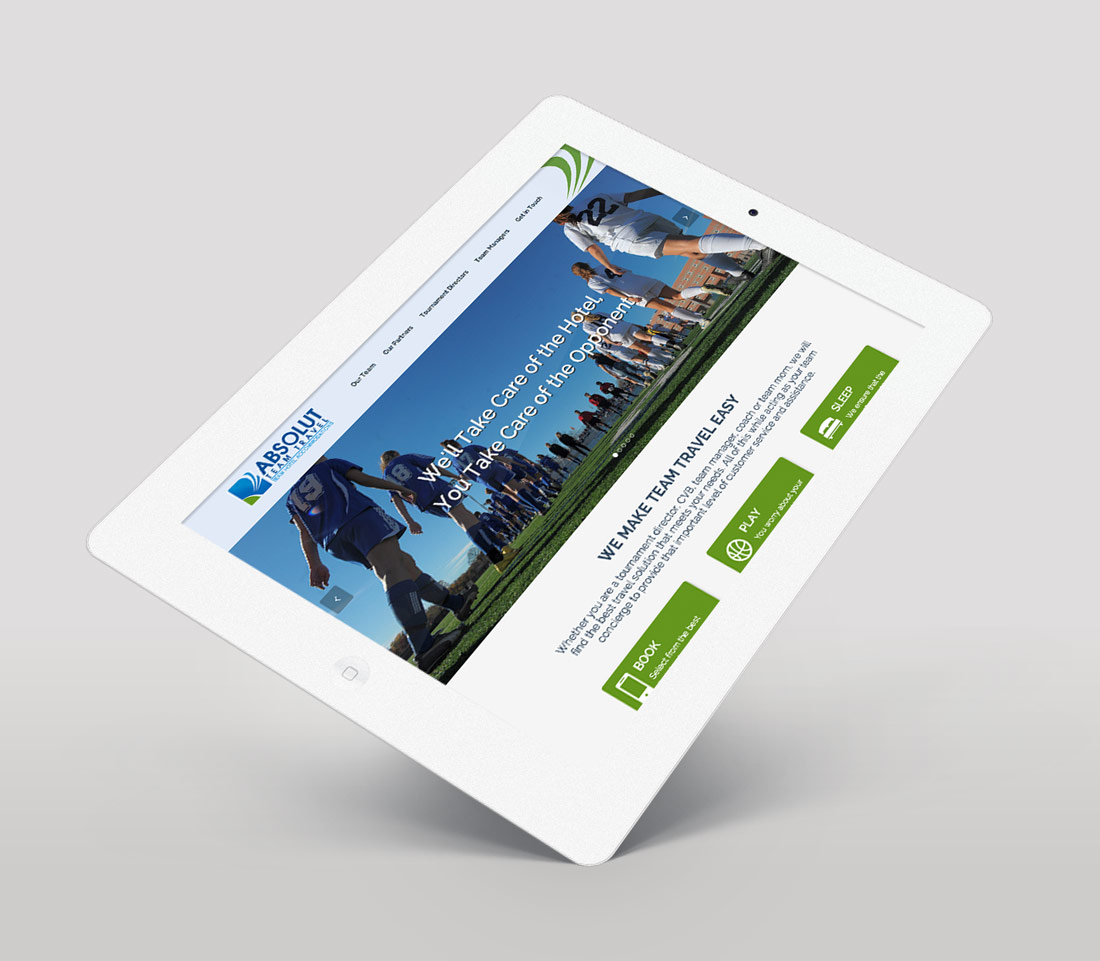 ABSOLUT
TEAM TRAVEL
Our Team
Our Partners
Tournament Directors
Team Managers
Get in Touch
19
8
22
We'll Take Care of the Hotel,
You Take Care of the Opponent
WE MAKE TEAM TRAVEL EASY
Whether you are a tournament director, CVB, team manager, coach or team mom, we will
find the best travel solution that meets your needs. All of this while acting as your team
concierge to provide that important level of customer service and assistance.
BOOK
Select from the best
PLAY
You worry about your
SLEEP
We ensure that the